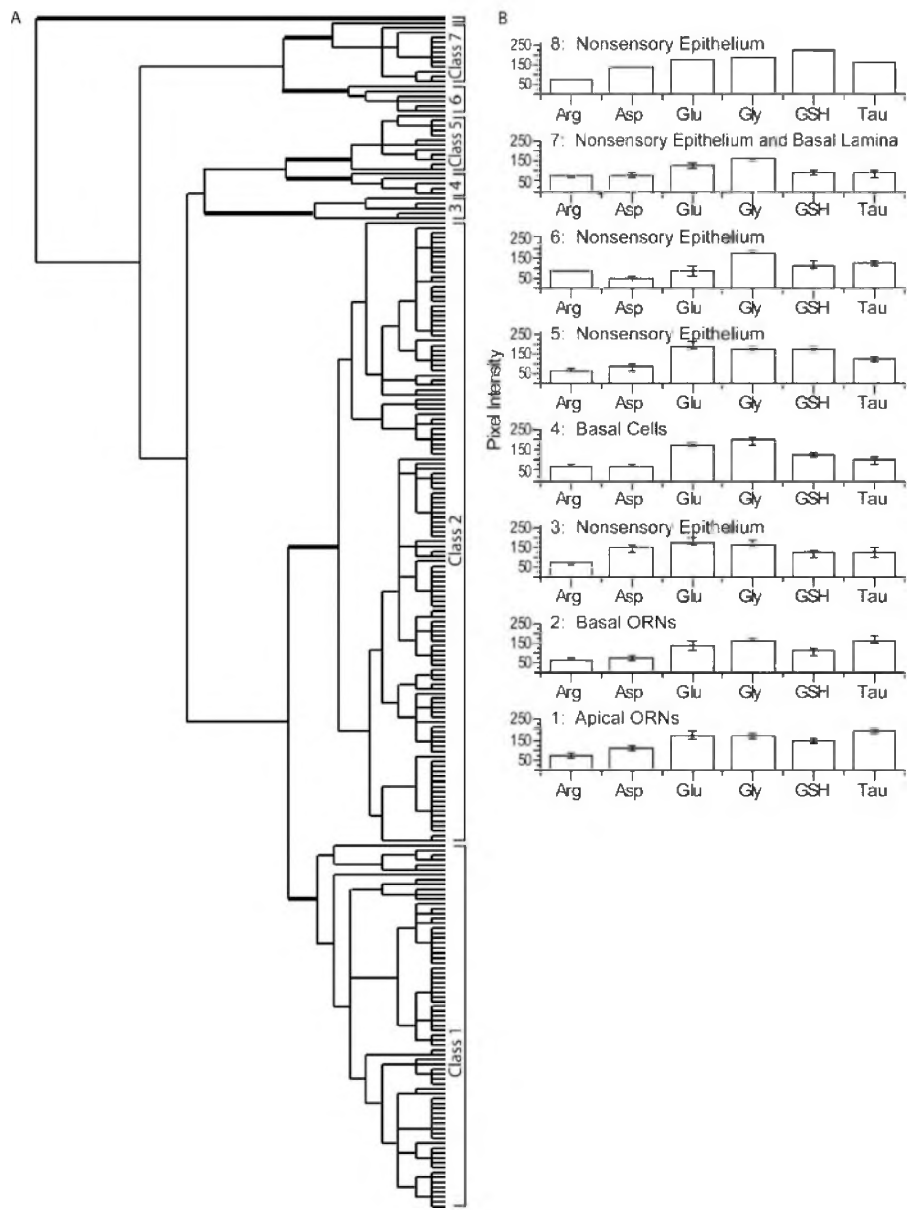 A
Class 7
6
Class 5
4
3
Class 2
Class 1
B
Pixel Intensity
8: Nonsensory Epithelium
250
150
50
Arg Asp Glu Gly GSH Tau
7: Nonsensory Epithelium and Basal Lamina
250
150
50
Arg Asp Glu Gly GSH Tau
6: Nonsensory Epithelium
250
150
50
Arg Asp Glu Gly GSH Tau
5: Nonsensory Epithelium
250
150
50
Arg Asp Glu Gly GSH Tau
4: Basal Cells
250
150
50
Arg Asp Glu Gly GSH Tau
3: Nonsensory Epithelium
250
150
50
Arg Asp Glu Gly GSH Tau
2: Basal ORNs
250
150
50
Arg Asp Glu Gly GSH Tau
1: Apical ORNs
250
150
50
Arg Asp Glu Gly GSH Tau